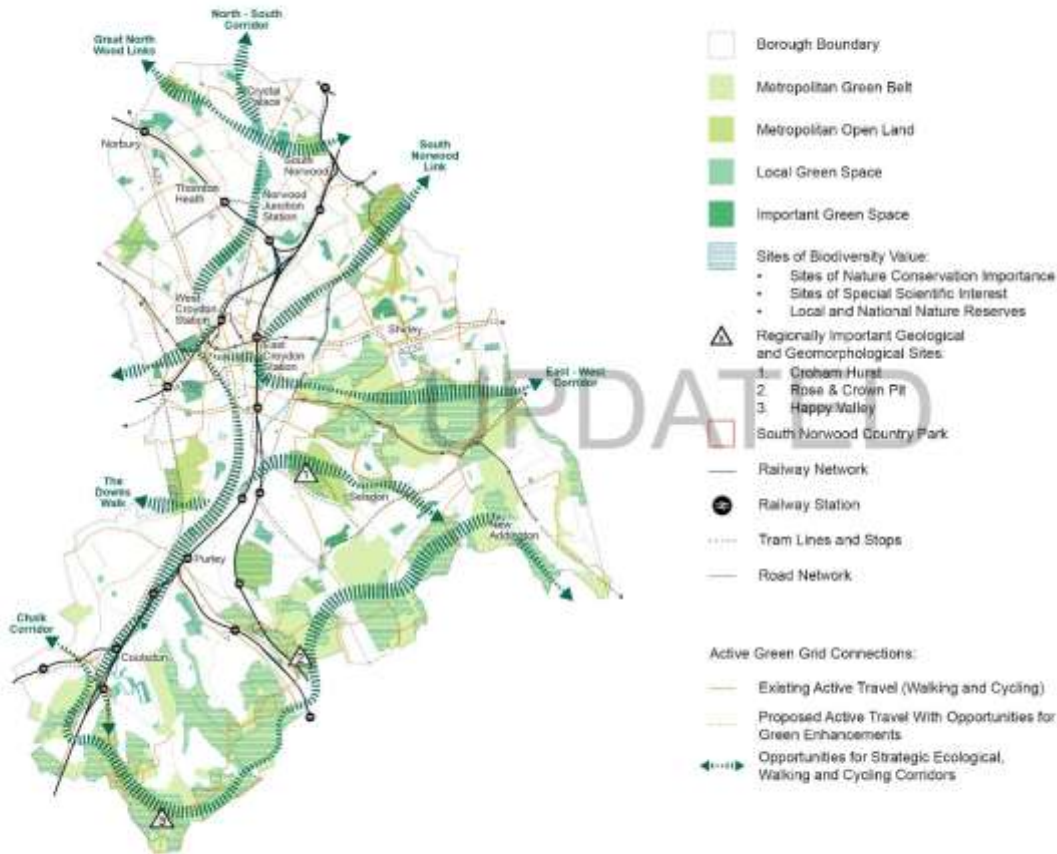 North - South
Corridor
Great North
Wood Links
Crystal
Palace
Norbury
South
Norwood
South
Norwood
Link
Thornton
Heath
Norwood
Junction
Station
West
Croydon
Station
Shirley
East
Croydon
Station
East - West
Corridor
1
Selsdon
The
Downs
Walk
New
Addington
Purley
Chalk
Corridor
2
Coulsdon
3
Borough Boundary
Metropolitan Green Belt
Metropolitan Open Land
Local Green Space
Important Green Space
Sites of Biodiversity Value:
• Sites of Nature Conservation Importance
• Sites of Special Scientific Interest
• Local and National Nature Reserves
Regionally Important Geological
and Geomorphological Sites:
1. Croham Hurst
2. Rose & Crown Pit
3. Happy Valley
UPDATED
South Norwood Country Park
Railway Network
Railway Station
Tram Lines and Stops
Road Network
Active Green Grid Connections:
Existing Active Travel (Walking and Cycling)
Proposed Active Travel With Opportunities for
Green Enhancements
Opportunities for Strategic Ecological,
Walking and Cycling Corridors